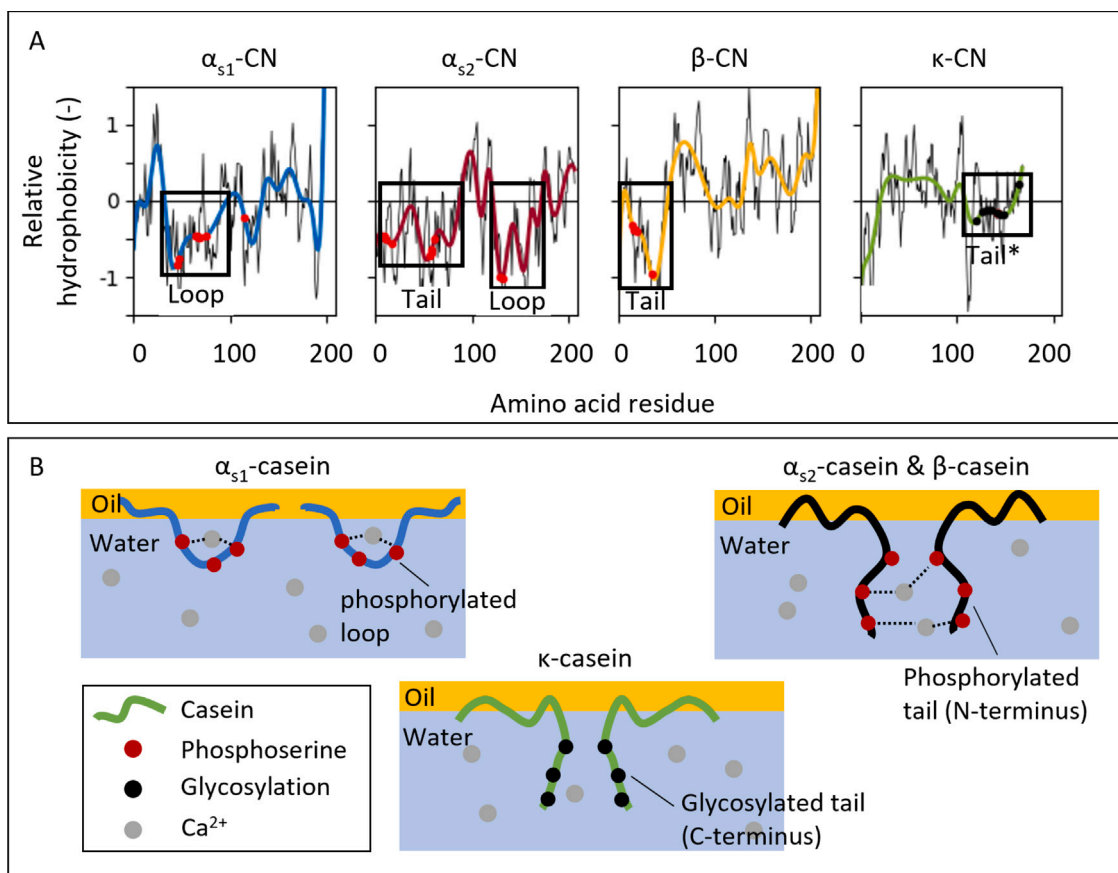 A
αs1-CN
αs2-CN
β-CN
κ-CN
Relative
hydrophobicity (-)
1
0
-1
Loop
Tail
Loop
Tail
Tail*
0 100 200
0 100 200
0 100 200
0 100 200
Amino acid residue
B
αs1-casein
Oil
Water
phosphorylated
loop
αs2-casein & β-casein
Oil
Water
Phosphorylated
tail (N-terminus)
κ-casein
Oil
Water
Glycosylated tail
(C-terminus)
Casein
Phosphoserine
Glycosylation
Ca²⁺